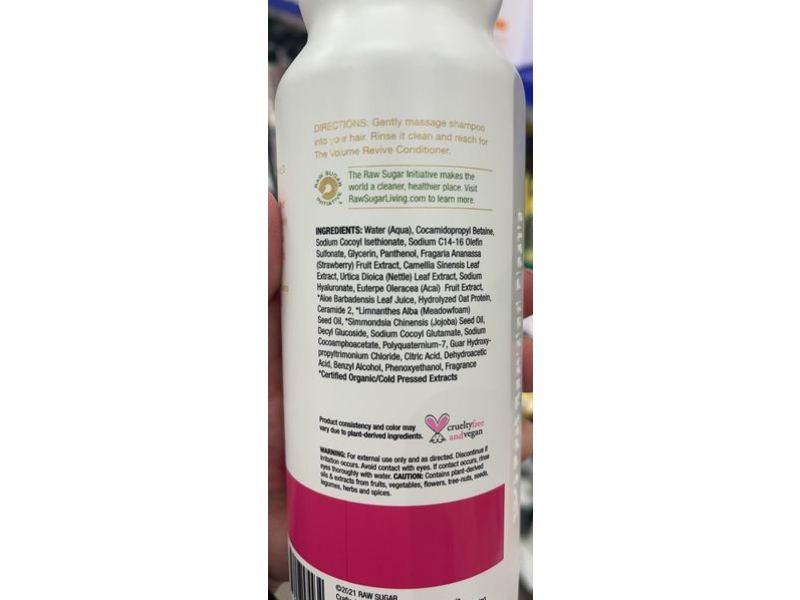 DIRECTIONS: Gently massage shampoo
into your hair. Rinse it clean and reach for
The Volume Revive Conditioner.
RAW SUGAR INITIATIVE
The Raw Sugar Initiative makes the
world a cleaner, healthier place. Visit
RawSugarLiving.com to learn more.
INGREDIENTS: Water (Aqua), Cocamidopropyl Betaine,
Sodium Cocoyl Isethionate, Sodium C14-16 Olefin
Sulfonate, Glycerin, Panthenol, Fragaria Ananassa
(Strawberry) Fruit Extract, Camellia Sinensis Leaf
Extract, Urtica Dioica (Nettle) Leaf Extract, Sodium
Hyaluronate, Euterpe Oleracea (Acai) Fruit Extract,
*Aloe Barbadensis Leaf Juice, Hydrolyzed Oat Protein,
Ceramide 2, *Limnanthes Alba (Meadowfoam)
Seed Oil, *Simmondsia Chinensis (Jojoba) Seed Oil,
Decyl Glucoside, Sodium Cocoyl Glutamate, Sodium
Cocoamphoacetate, Polyquaternium-7, Guar Hydroxy-
propyltrimonium Chloride, Citric Acid, Dehydroacetic
Acid, Benzyl Alcohol, Phenoxyethanol, Fragrance
*Certified Organic/Cold Pressed Extracts
Product consistency and color may
vary due to plant-derived ingredients.
crueltyfree
andvegan
WARNING: For external use only and as directed. Discontinue if
irritation occurs. Avoid contact with eyes. If contact occurs, rinse
eyes thoroughly with water. CAUTION: Contains plant-derived
oils & extracts from fruits, vegetables, flowers, tree-nuts, seeds,
legumes, herbs and spices.
©2021 RAW SUGAR